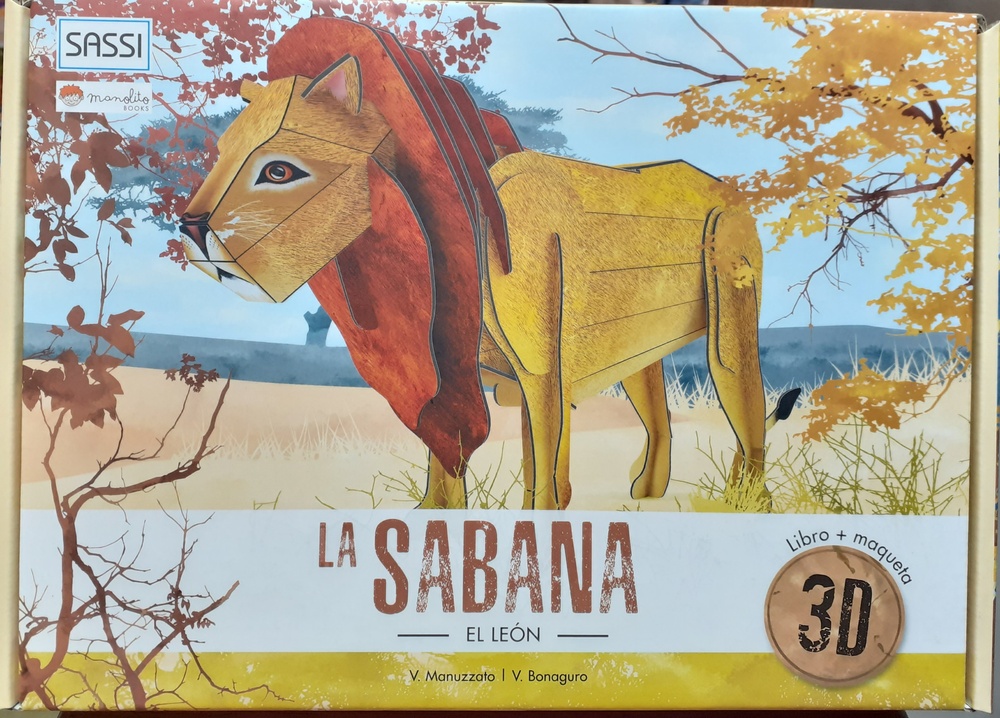 SASSI
manolito
BOOKS
LA SABANA
EL LEÓN
Libro + maqueta
3D
V. Manuzzato | V. Bonaguro